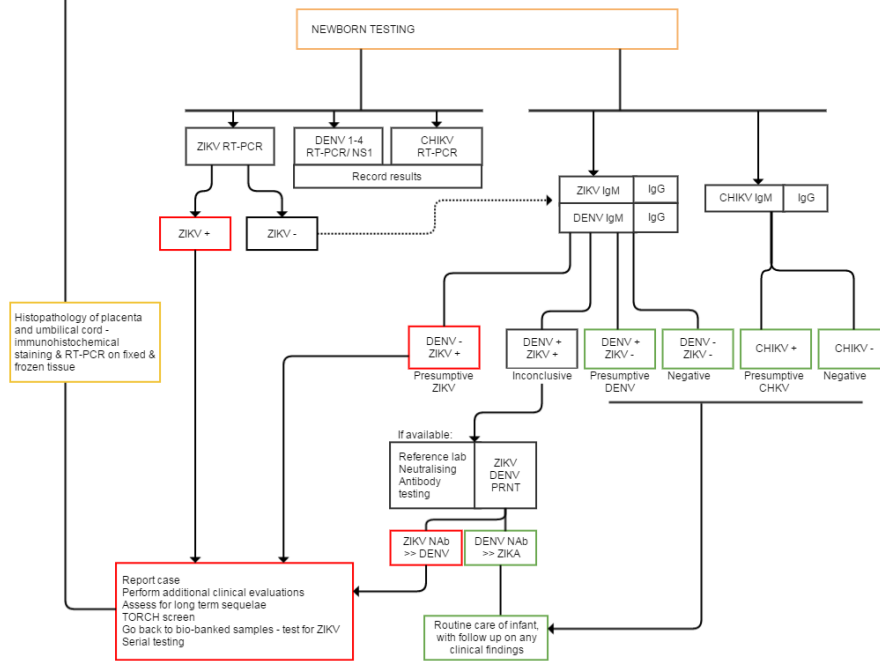 NEWBORN TESTING
ZIKV RT-PCR
DENV 1-4
RT-PCR/ NS1
CHIKV
RT-PCR
Record results
ZIKV IgM
IgG
DENV IgM
IgG
CHIKV IgM
IgG
ZIKV +
ZIKV -
Histopathology of placenta
and umbilical cord -
immunohistochemical
staining & RT-PCR on fixed &
frozen tissue
DENV -
ZIKV +
Presumptive
ZIKV
DENV +
ZIKV +
Inconclusive
DENV +
ZIKV -
Presumptive
DENV
DENV -
ZIKV -
Negative
CHIKV +
Presumptive
CHKV
CHIKV -
Negative
If available:
Reference lab
Neutralising
Antibody
testing
ZIKV
DENV
PRNT
ZIKV NAb
>> DENV
DENV NAb
>> ZIKA
Report case
Perform additional clinical evaluations
Assess for long term sequelae
TORCH screen
Go back to bio-banked samples - test for ZIKV
Serial testing
Routine care of infant,
with follow up on any
clinical findings